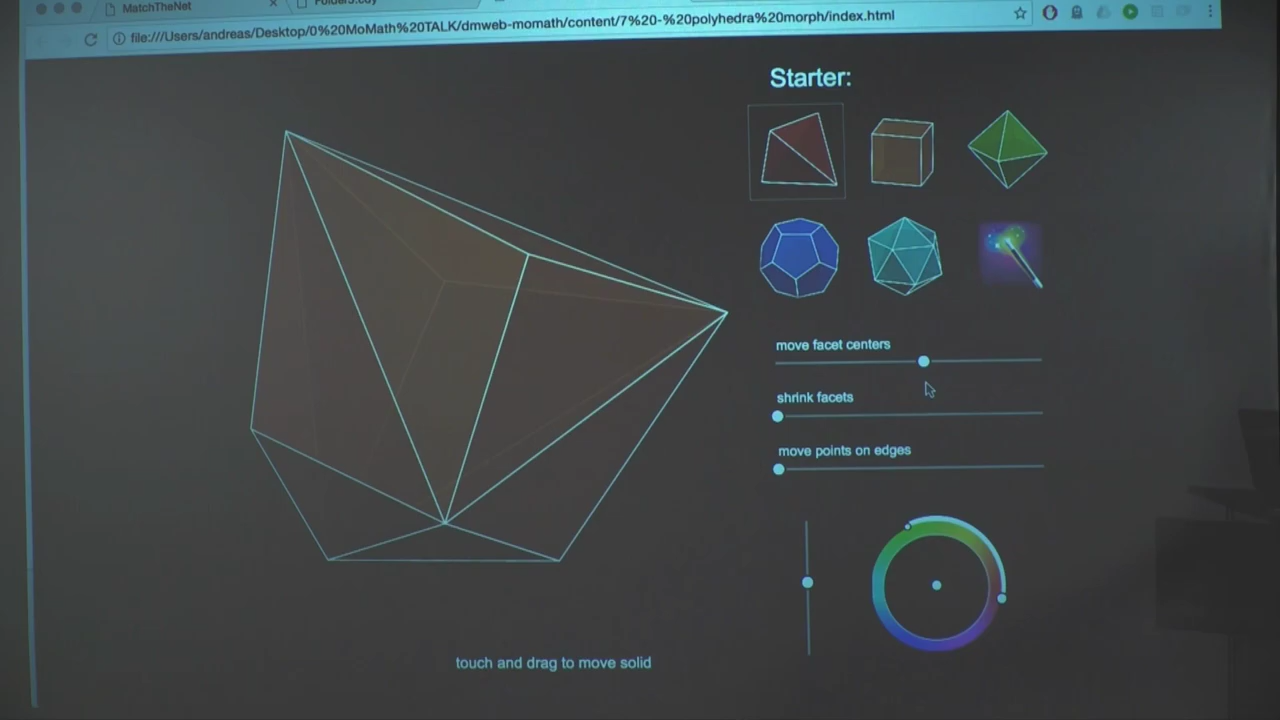 MatchTheNet
file:///Users/andreas/Desktop/0%20MoMath%20TALK/dmweb-momath/content/7%20-%20polyhedra%20morph/index.html
Starter:
move facet centers
shrink facets
move points on edges
touch and drag to move solid